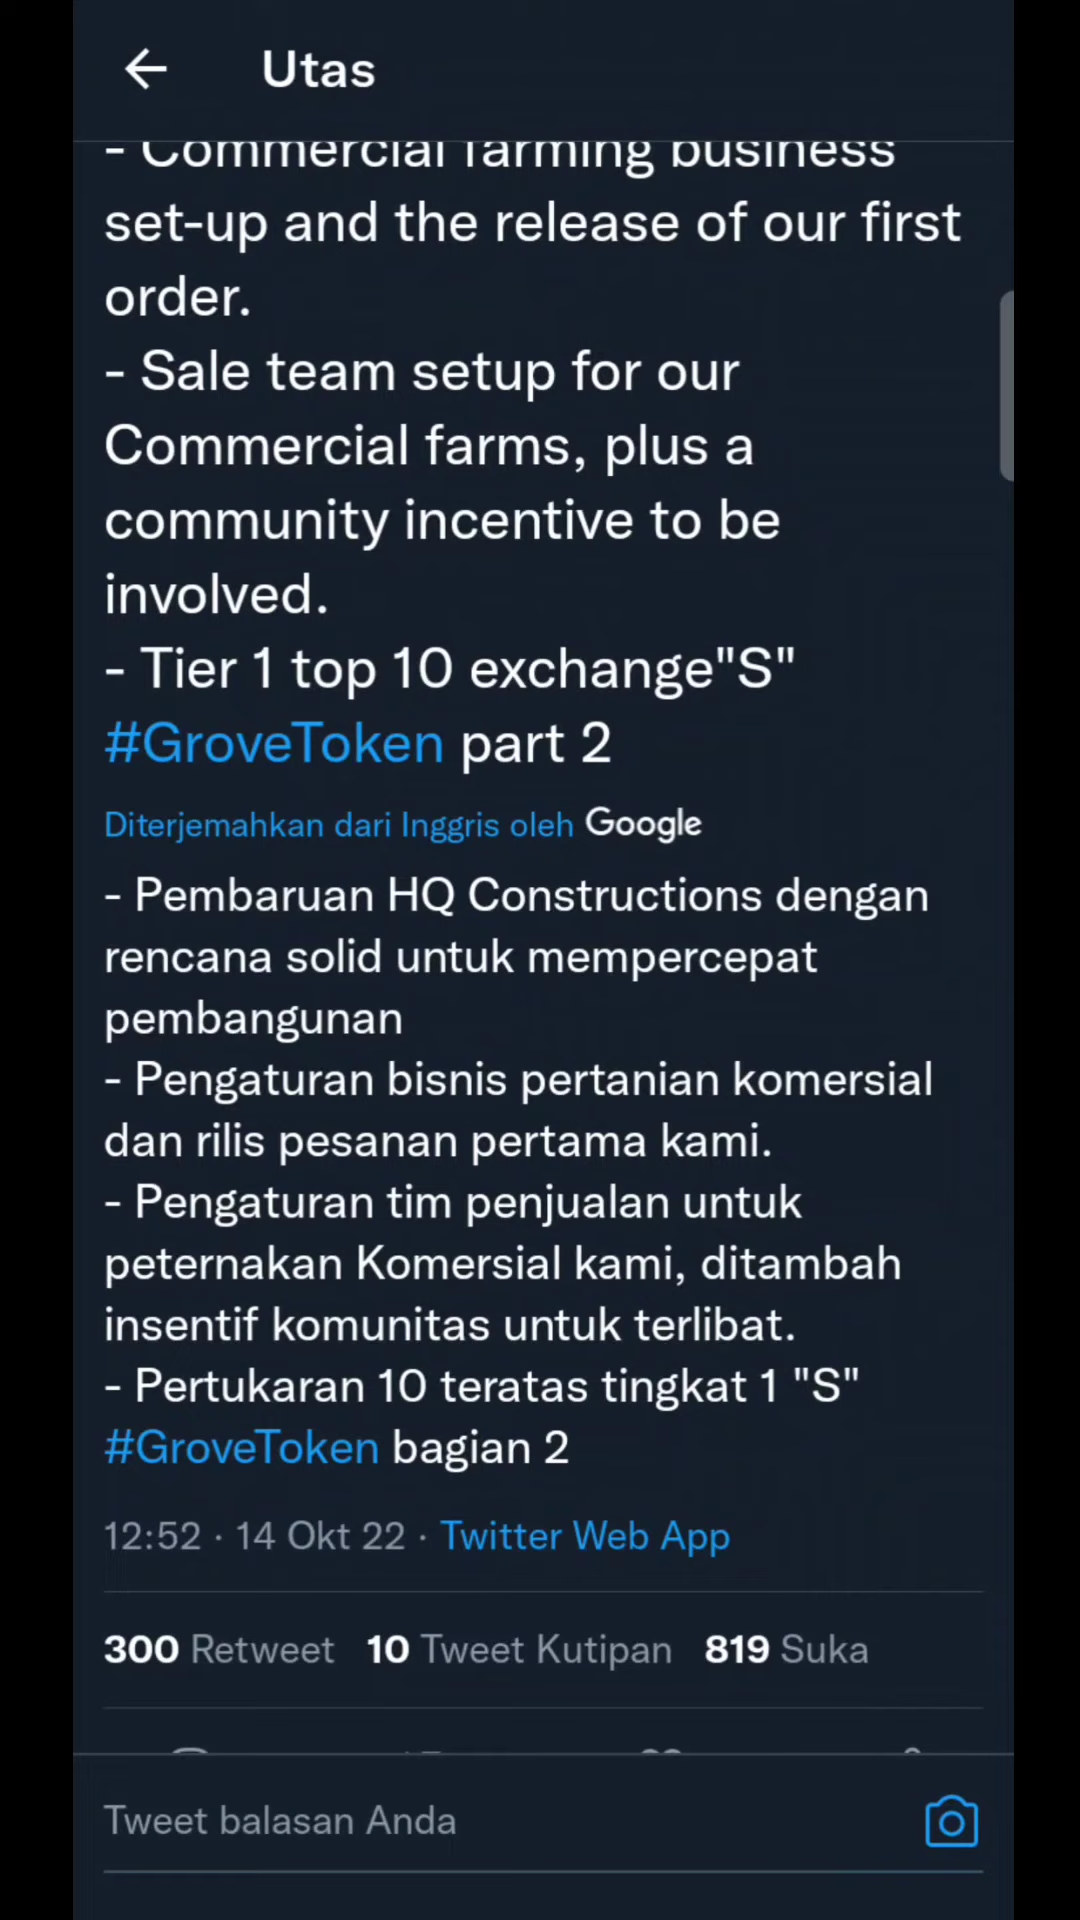 Utas
- Commercial farming business
set-up and the release of our first
order.
- Sale team setup for our
Commercial farms, plus a
community incentive to be
involved.
- Tier 1 top 10 exchange"S"
#GroveToken part 2
Diterjemahkan dari Inggris oleh Google
- Pembaruan HQ Constructions dengan
rencana solid untuk mempercepat
pembangunan
- Pengaturan bisnis pertanian komersial
dan rilis pesanan pertama kami.
- Pengaturan tim penjualan untuk
peternakan Komersial kami, ditambah
insentif komunitas untuk terlibat.
- Pertukaran 10 teratas tingkat 1 "S"
#GroveToken bagian 2
12:52 · 14 Okt 22 · Twitter Web App
300 Retweet 10 Tweet Kutipan 819 Suka
Tweet balasan Anda